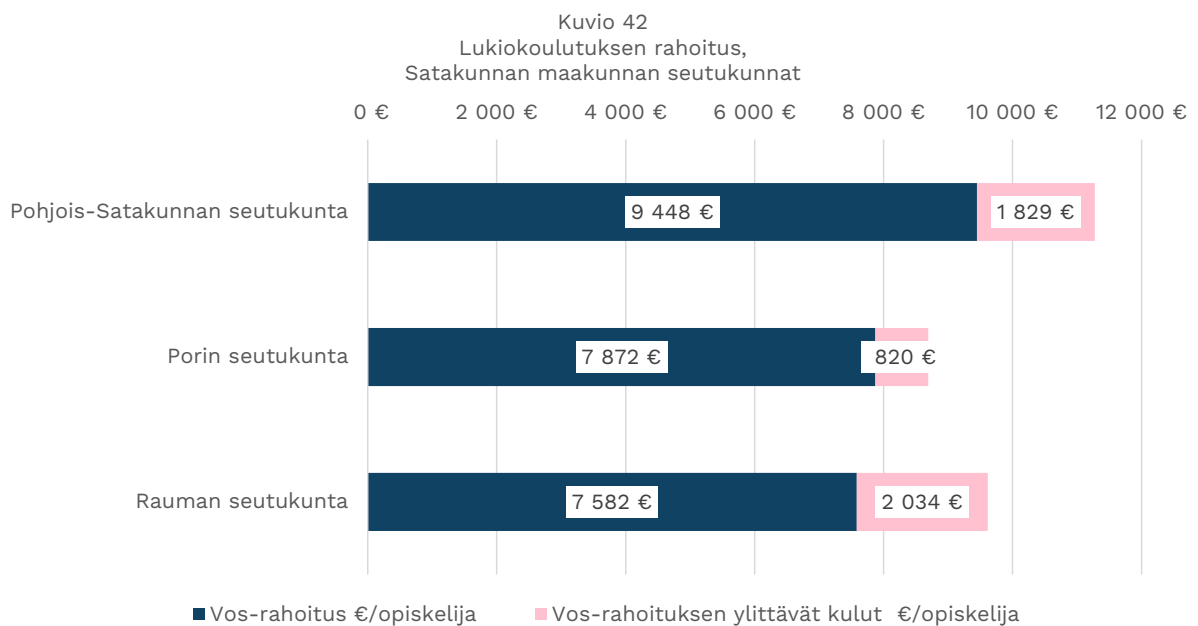 Kuvio 42
Lukiokoulutuksen rahoitus,
Satakunnan maakunnan seutukunnat
0 € 2 000 € 4 000 € 6 000 € 8 000 € 10 000 € 12 000 €
Pohjois-Satakunnan seutukunta 9 448 € 1 829 €
Porin seutukunta 7 872 € 820 €
Rauman seutukunta 7 582 € 2 034 €
Vos-rahoitus €/opiskelija Vos-rahoituksen ylittävät kulut €/opiskelija